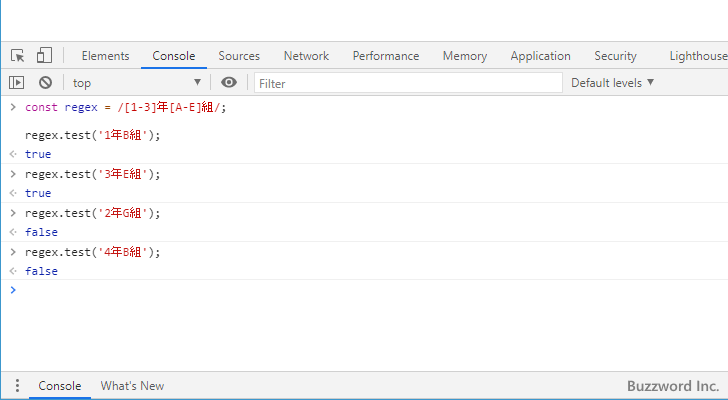 Elements Console Sources Network Performance Memory Application Security Lighthouse
top Filter Default levels
const regex = /[1-3]年[A-E]組/;
regex.test('1年B組');
true
regex.test('3年E組');
true
regex.test('2年G組');
false
regex.test('4年B組');
false
Console What's New
Buzzword Inc.